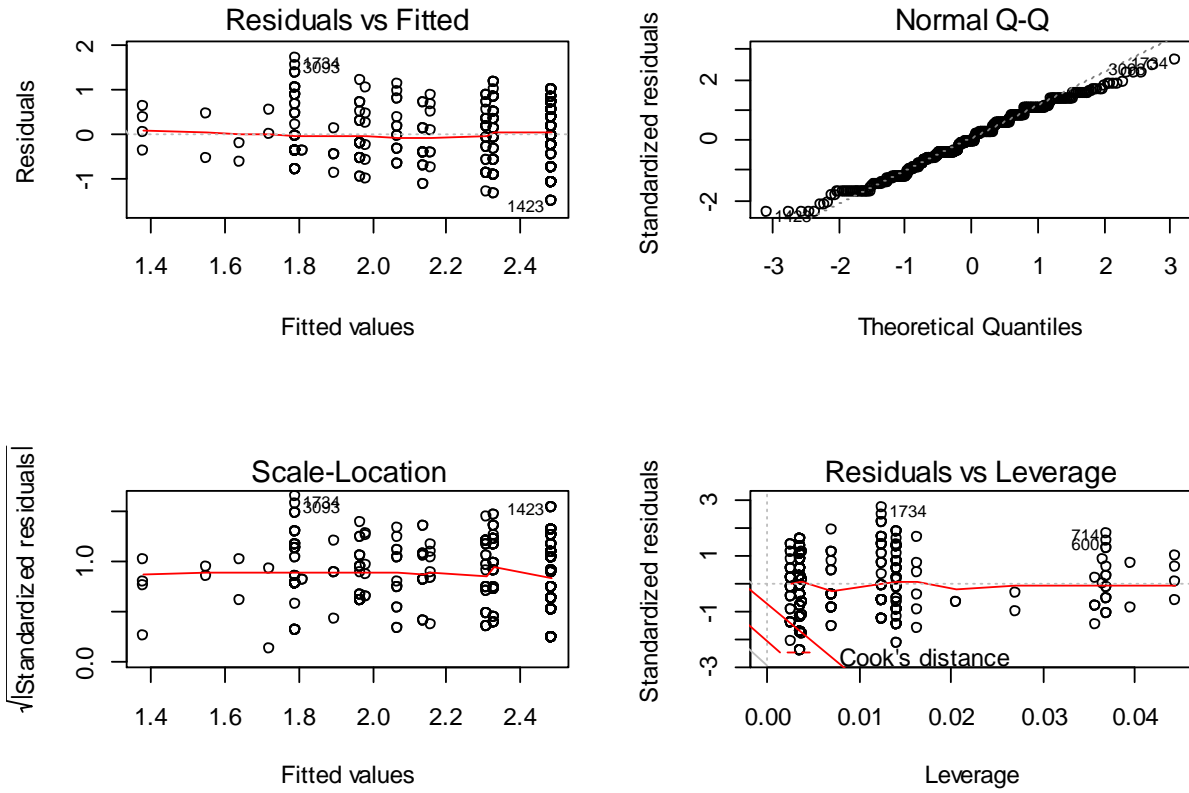 Residuals vs Fitted
Residuals
2
1
0
-1
1734
3093
1423
1.4 1.6 1.8 2.0 2.2 2.4
Fitted values
Normal Q-Q
Standardized residuals
2
0
-2
1734
3093
1423
-3 -2 -1 0 1 2 3
Theoretical Quantiles
Scale-Location
√|Standardized residuals|
1.0
0.0
1734
3093
1423
1.4 1.6 1.8 2.0 2.2 2.4
Fitted values
Residuals vs Leverage
Standardized residuals
3
1
-1
-3
1734
714
600
Cook's distance
0.00 0.01 0.02 0.03 0.04
Leverage